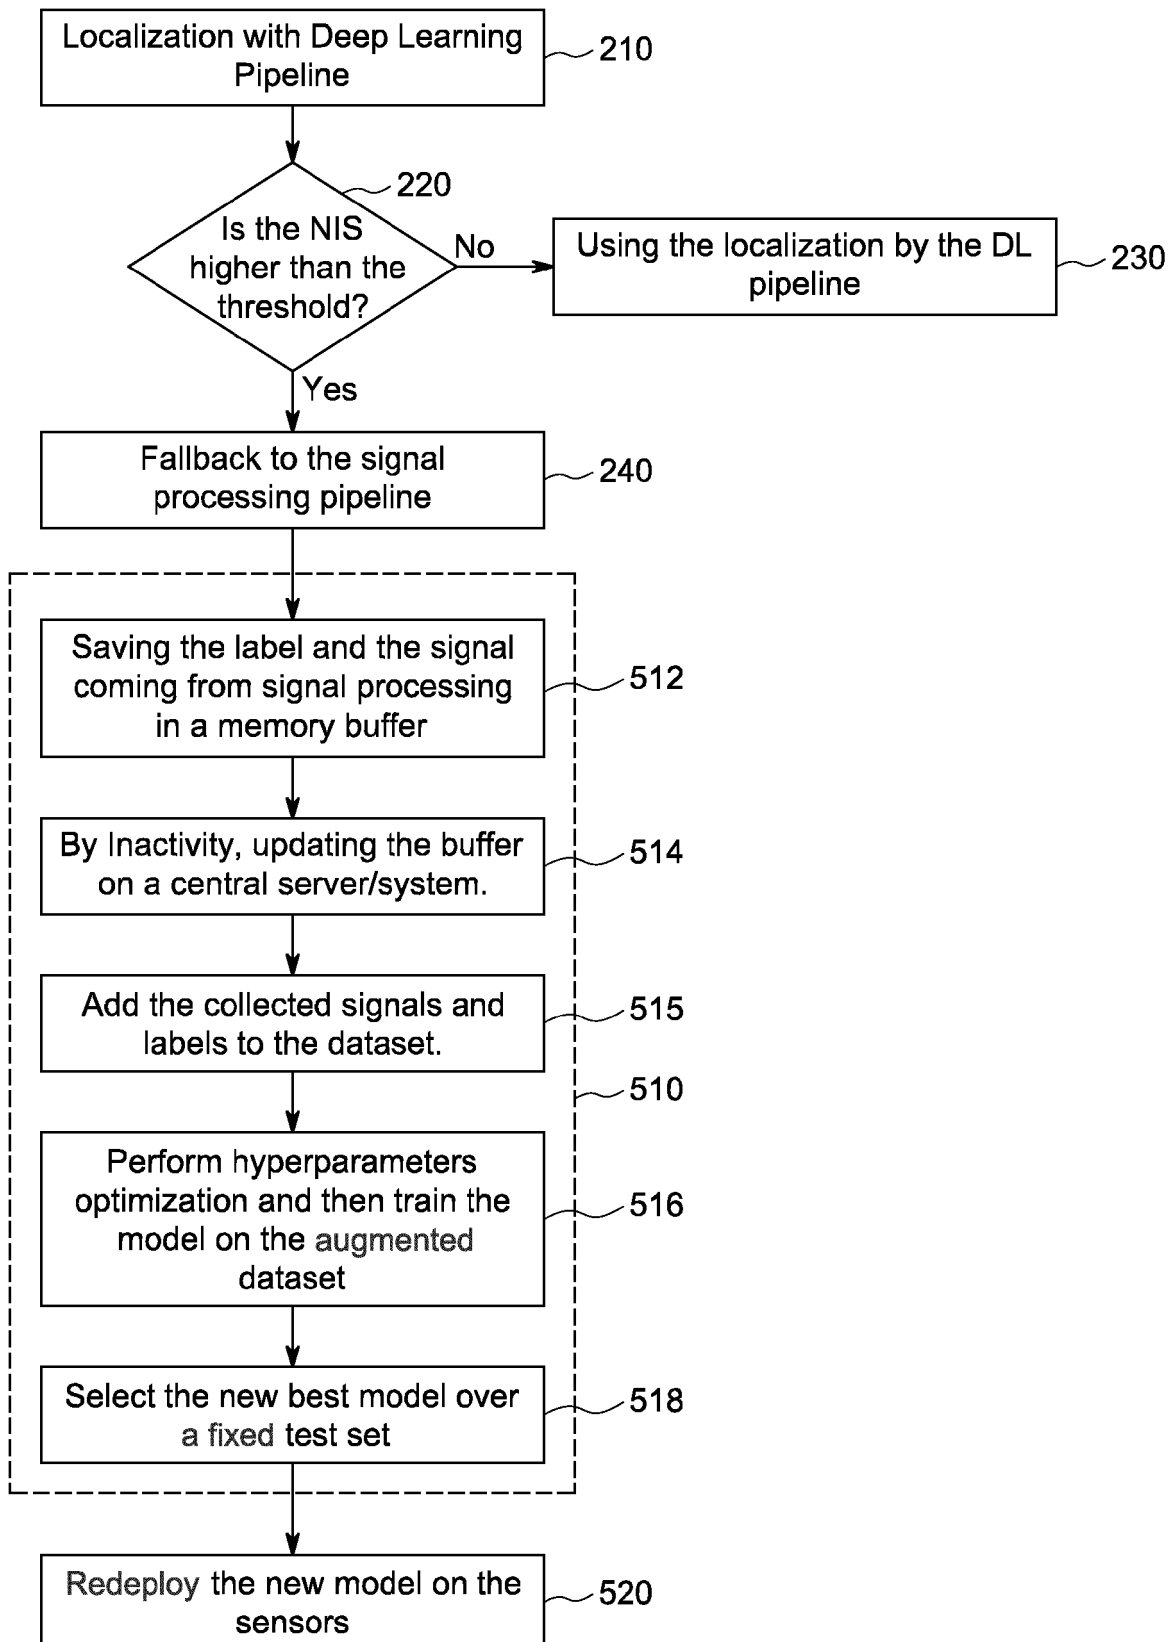 Localization with Deep Learning
Pipeline
210
220
Is the NIS
higher than the
threshold?
No
Using the localization by the DL
pipeline
230
Yes
Fallback to the signal
processing pipeline
240
Saving the label and the signal
coming from signal processing
in a memory buffer
512
By Inactivity, updating the buffer
on a central server/system.
514
Add the collected signals and
labels to the dataset.
515
510
Perform hyperparameters
optimization and then train the
model on the augmented
dataset
516
Select the new best model over
a fixed test set
518
Redeploy the new model on the
sensors
520